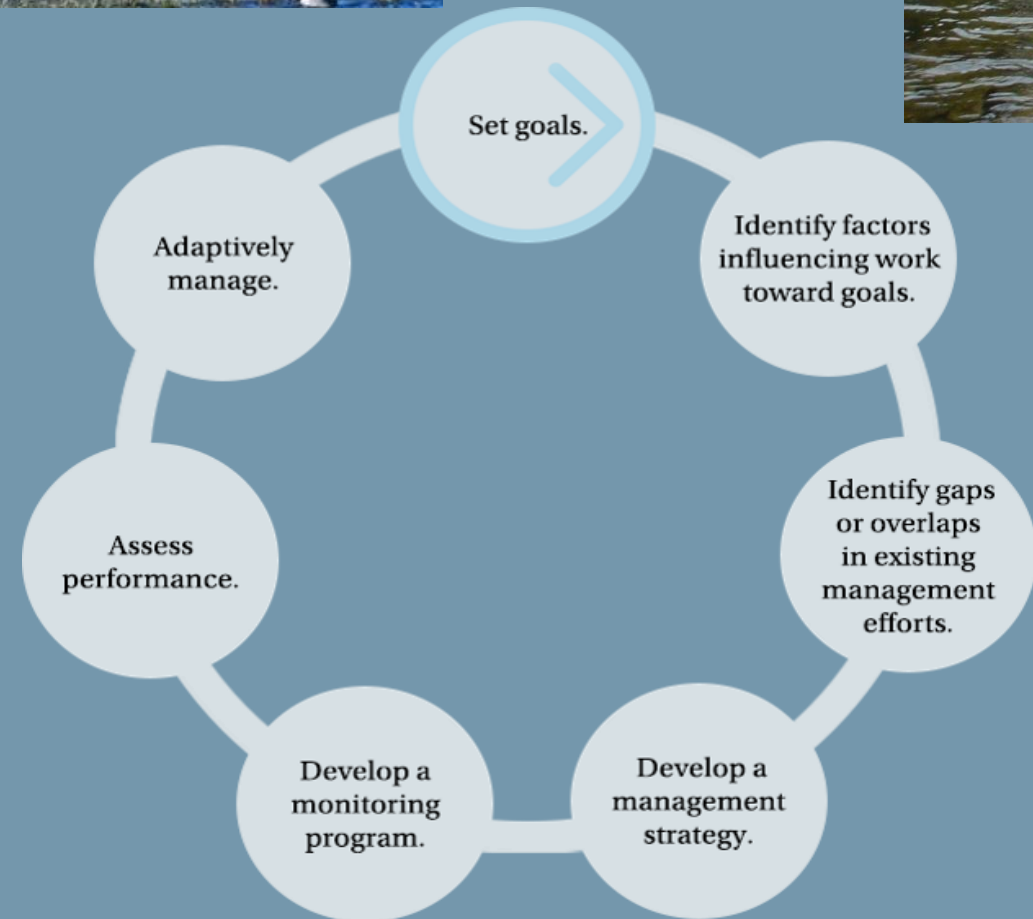 Set goals.
Identify factors
influencing work
toward goals.
Identify gaps
or overlaps
in existing
management
efforts.
Develop a
management
strategy.
Develop a
monitoring
program.
Assess
performance.
Adaptively
manage.